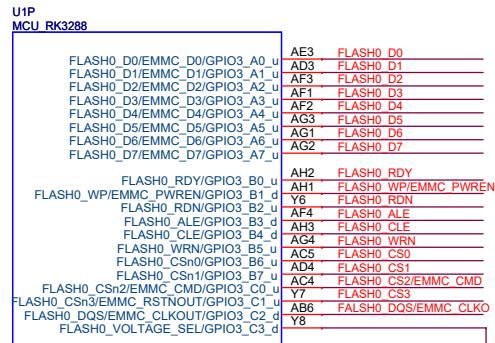 U1P
MCU_RK3288
FLASH0_D0/EMMC_D0/GPIO3_A0_u AE3 FLASH0_D0
FLASH0_D1/EMMC_D1/GPIO3_A1_u AD3 FLASH0_D1
FLASH0_D2/EMMC_D2/GPIO3_A2_u AF3 FLASH0_D2
FLASH0_D3/EMMC_D3/GPIO3_A3_u AF1 FLASH0_D3
FLASH0_D4/EMMC_D4/GPIO3_A4_u AF2 FLASH0_D4
FLASH0_D5/EMMC_D5/GPIO3_A5_u AG3 FLASH0_D5
FLASH0_D6/EMMC_D6/GPIO3_A6_u AG1 FLASH0_D6
FLASH0_D7/EMMC_D7/GPIO3_A7_u AG2 FLASH0_D7
FLASH0_RDY/GPIO3_B0_u AH2 FLASH0_RDY
FLASH0_WP/EMMC_PWREN/GPIO3_B1_d AH1 FLASH0_WP/EMMC_PWREN
FLASH0_RDN/GPIO3_B2_u Y6 FLASH0_RDN
FLASH0_ALE/GPIO3_B3_d AF4 FLASH0_ALE
FLASH0_CLE/GPIO3_B4_d AH3 FLASH0_CLE
FLASH0_WRN/GPIO3_B5_u AG4 FLASH0_WRN
FLASH0_CSn0/GPIO3_B6_u AC5 FLASH0_CS0
FLASH0_CSn1/GPIO3_B7_u AD4 FLASH0_CS1
FLASH0_CSn2/EMMC_CMD/GPIO3_C0_u AC4 FLASH0_CS2/EMMC_CMD
FLASH0_CSn3/EMMC_RSTNOUT/GPIO3_C1_u Y7 FLASH0_CS3
FLASH0_DQS/EMMC_CLKOUT/GPIO3_C2_d AB6 FALSH0_DQS/EMMC_CLKO
FLASH0_VOLTAGE_SEL/GPIO3_C3_d Y8